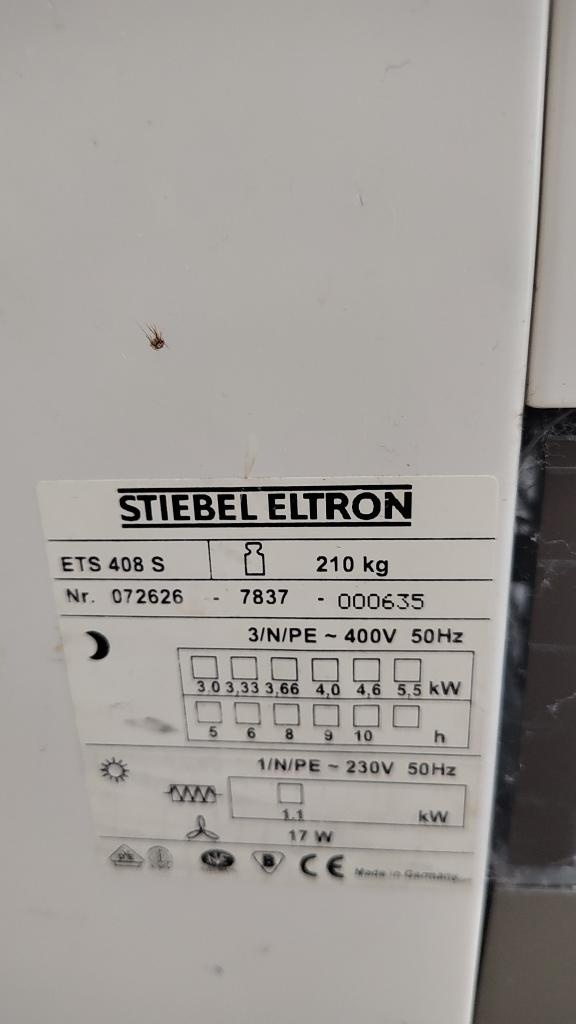 STIEBEL ELTRON
ETS 408 S 210 kg
Nr. 072626 - 7837 - 000635
3/N/PE ~ 400V 50Hz
3.0 3,33 3,66 4,0 4,6 5,5 kW
5 6 8 9 10 h
1/N/PE ~ 230V 50Hz
1.1 kW
17 W
B CE Made in Germany